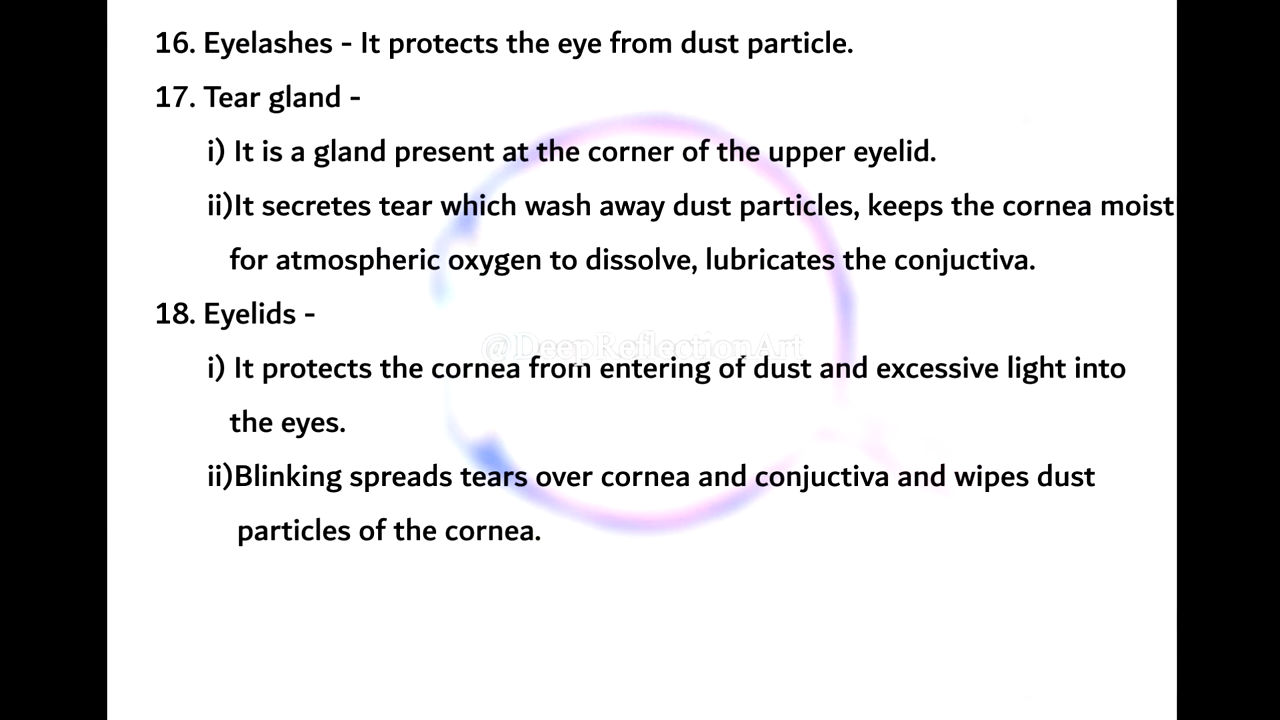 16. Eyelashes - It protects the eye from dust particle.
17. Tear gland -
i) It is a gland present at the corner of the upper eyelid.
ii)It secretes tear which wash away dust particles, keeps the cornea moist
for atmospheric oxygen to dissolve, lubricates the conjuctiva.
18. Eyelids -
@DeepReflectionArt
i) It protects the cornea from entering of dust and excessive light into
the eyes.
ii)Blinking spreads tears over cornea and conjuctiva and wipes dust
particles of the cornea.